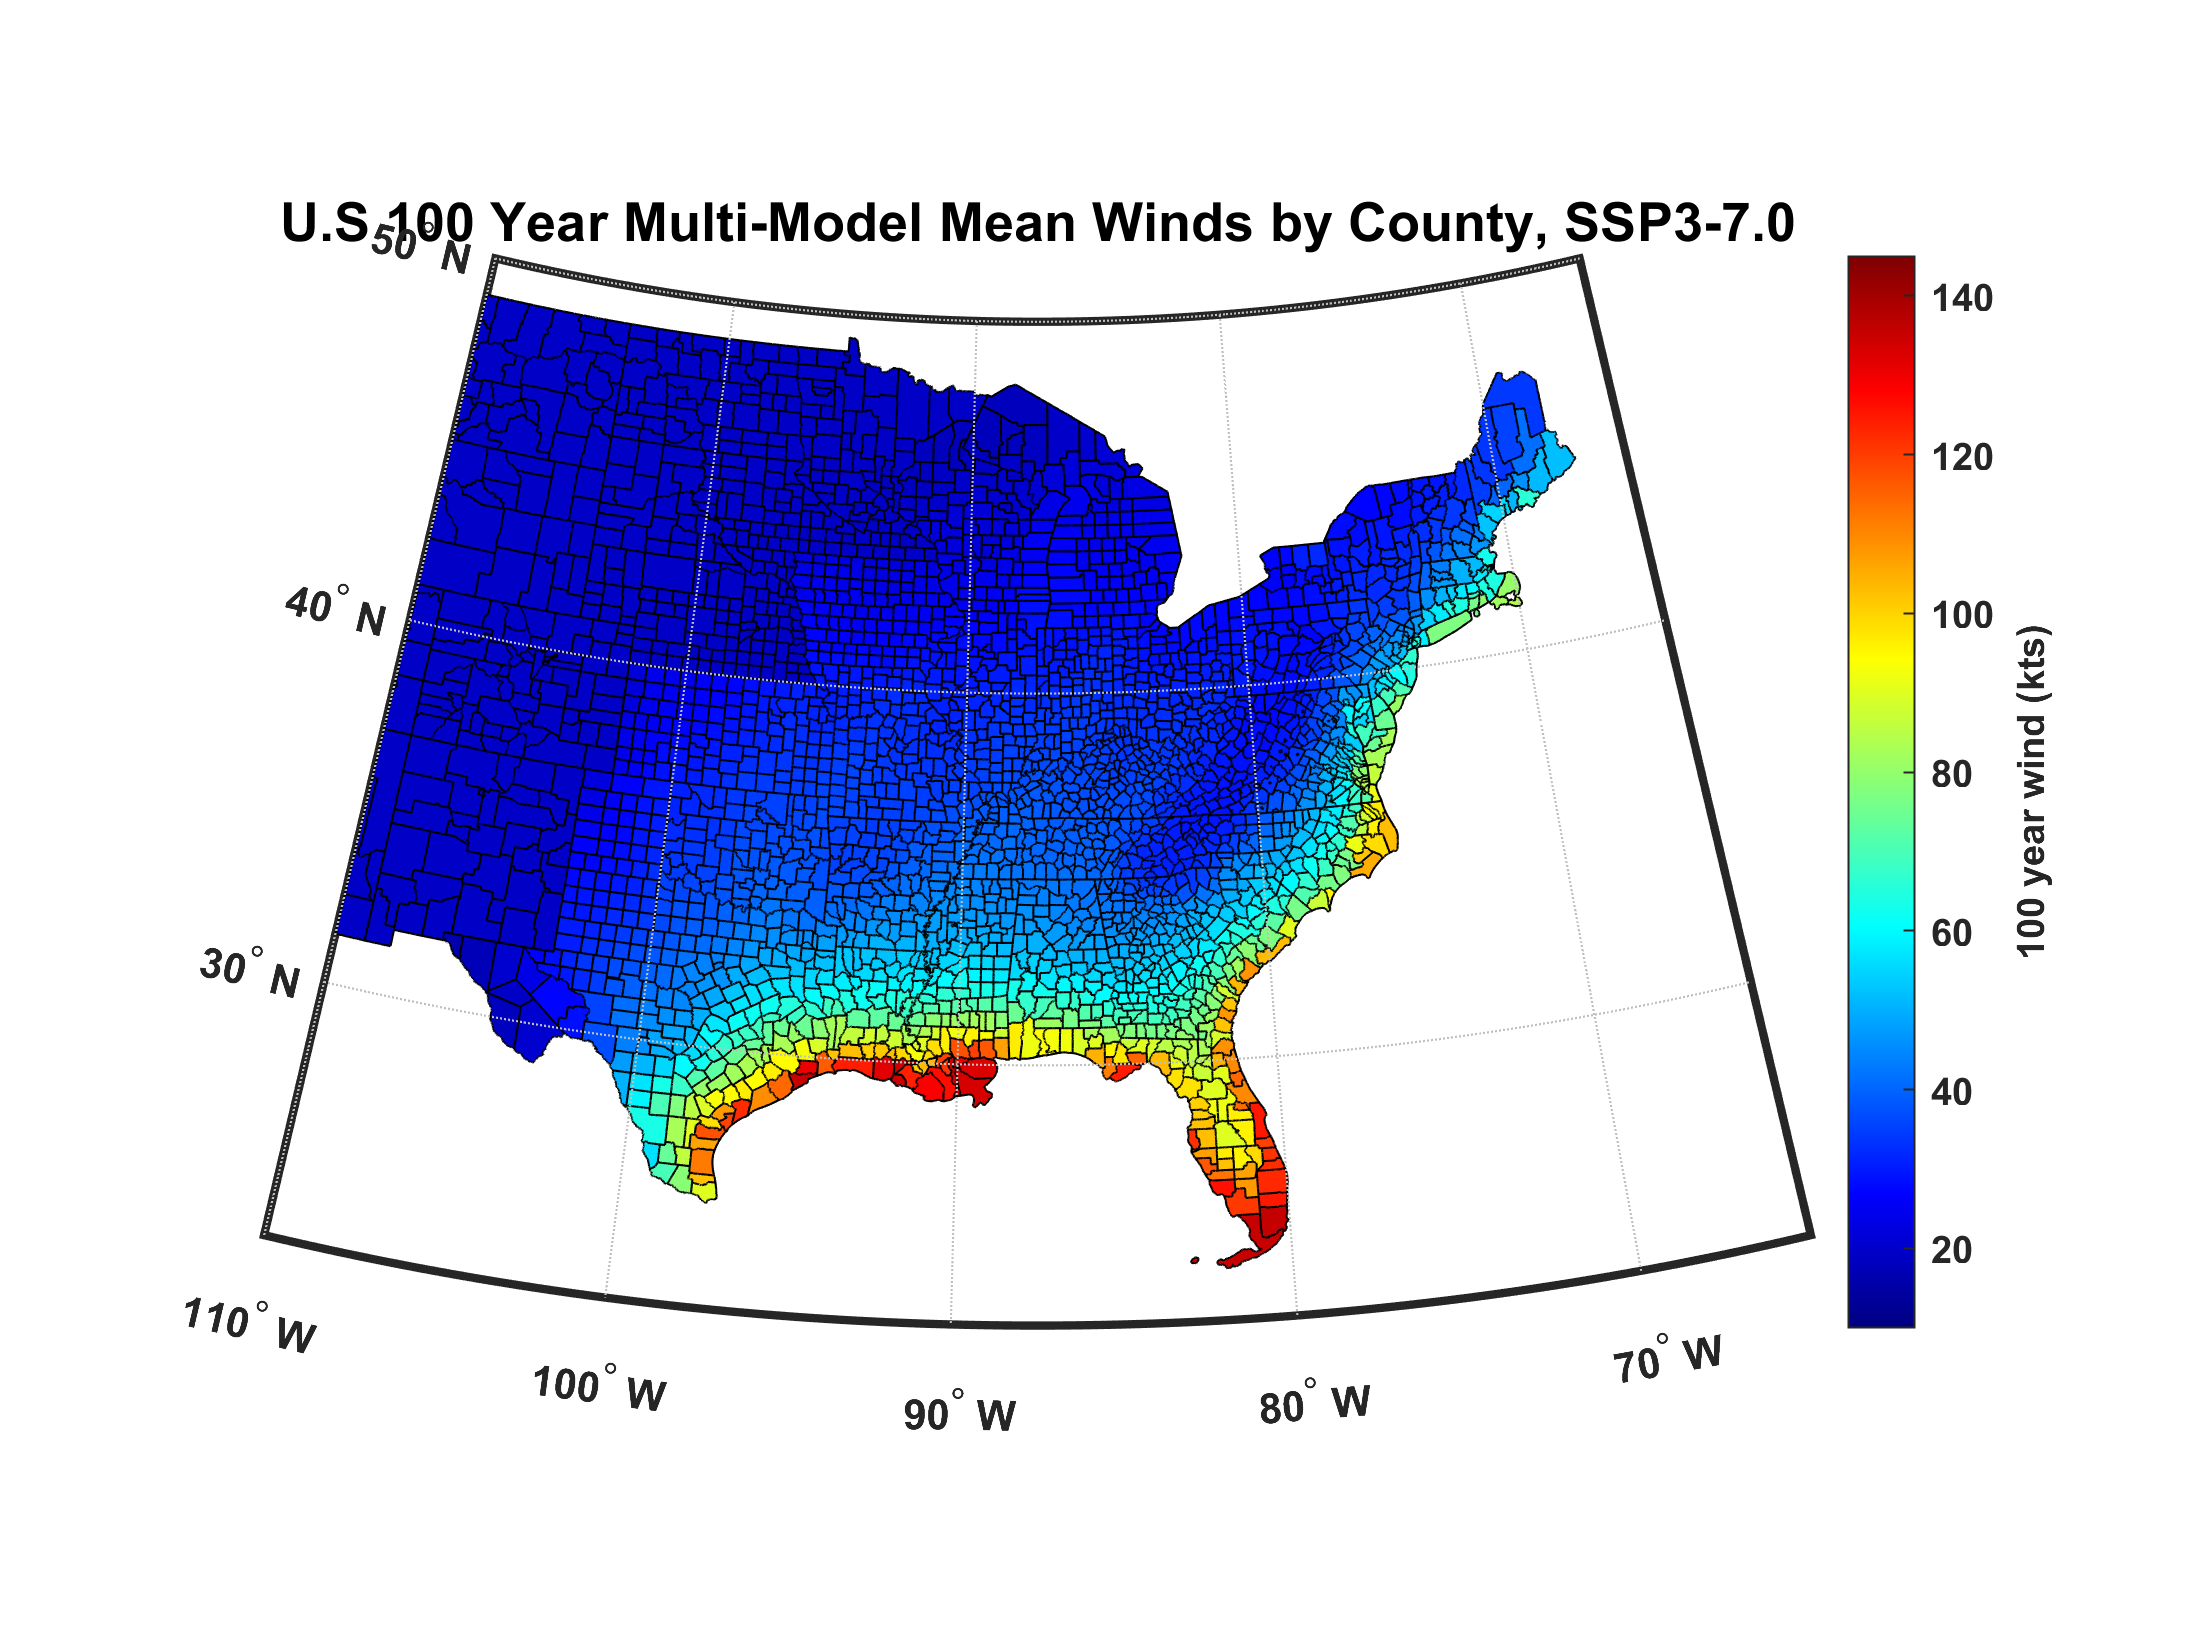 U.S 100 Year Multi-Model Mean Winds by County, SSP3-7.0
50° N
40° N
30° N
110° W
100° W
90° W
80° W
70° W
140
120
100
80
60
40
20
100 year wind (kts)